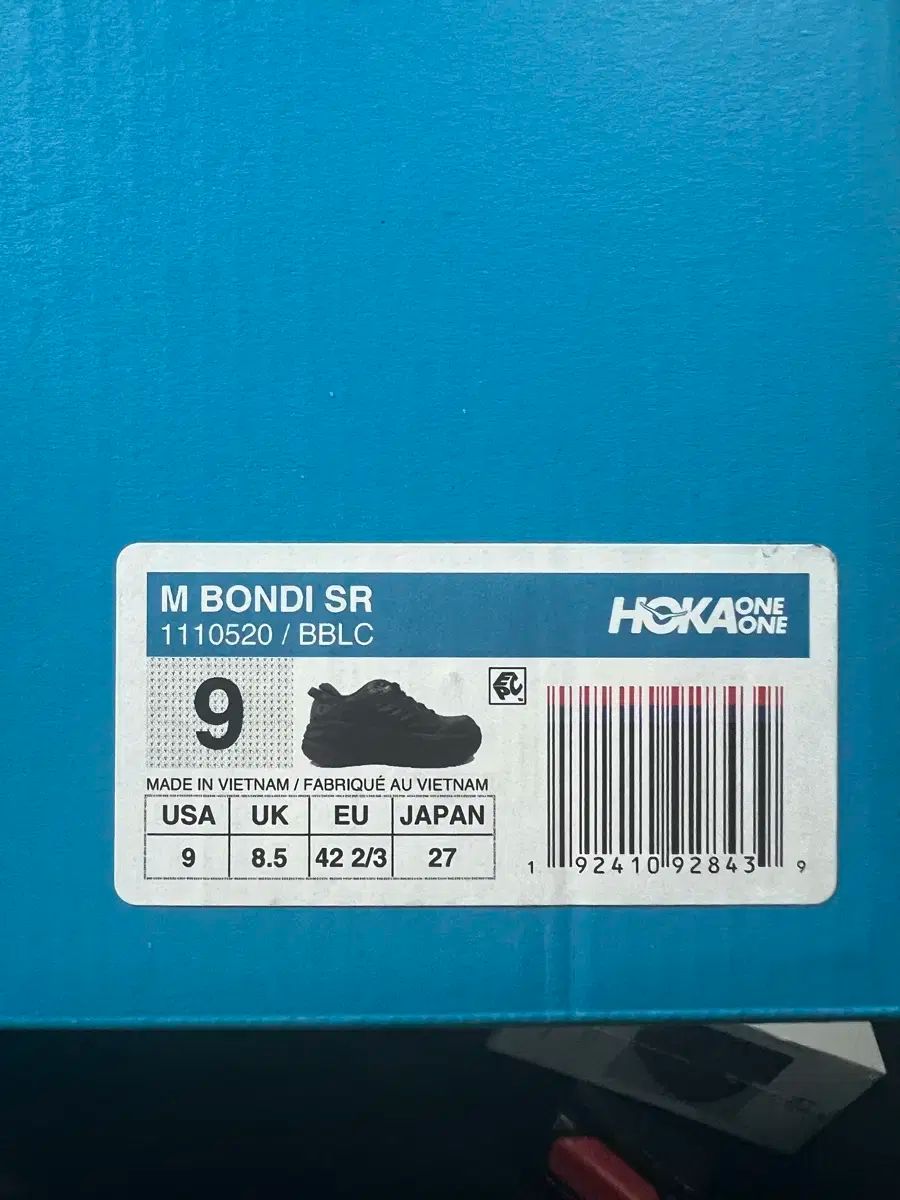 M BONDI SR
1110520 / BBLC
HOKA ONE ONE
9
EPC
MADE IN VIETNAM / FABRIQUÉ AU VIETNAM
USA UK EU JAPAN
9 8.5 42 2/3 27
1 92410 92843 9